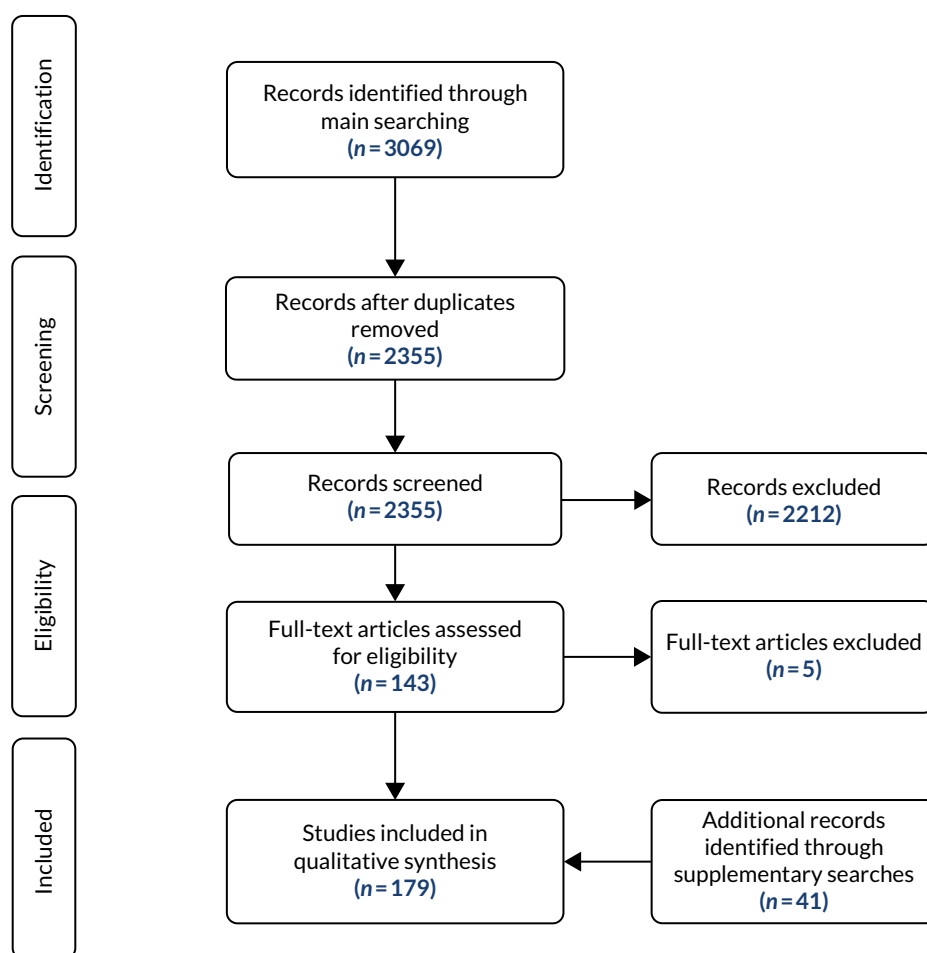 Identification
Records identified through
main searching
(n = 3069)
Screening
Records after duplicates
removed
(n = 2355)
Records screened
(n = 2355)
Records excluded
(n = 2212)
Eligibility
Full-text articles assessed
for eligibility
(n = 143)
Full-text articles excluded
(n = 5)
Included
Studies included in
qualitative synthesis
(n = 179)
Additional records
identified through
supplementary searches
(n = 41)